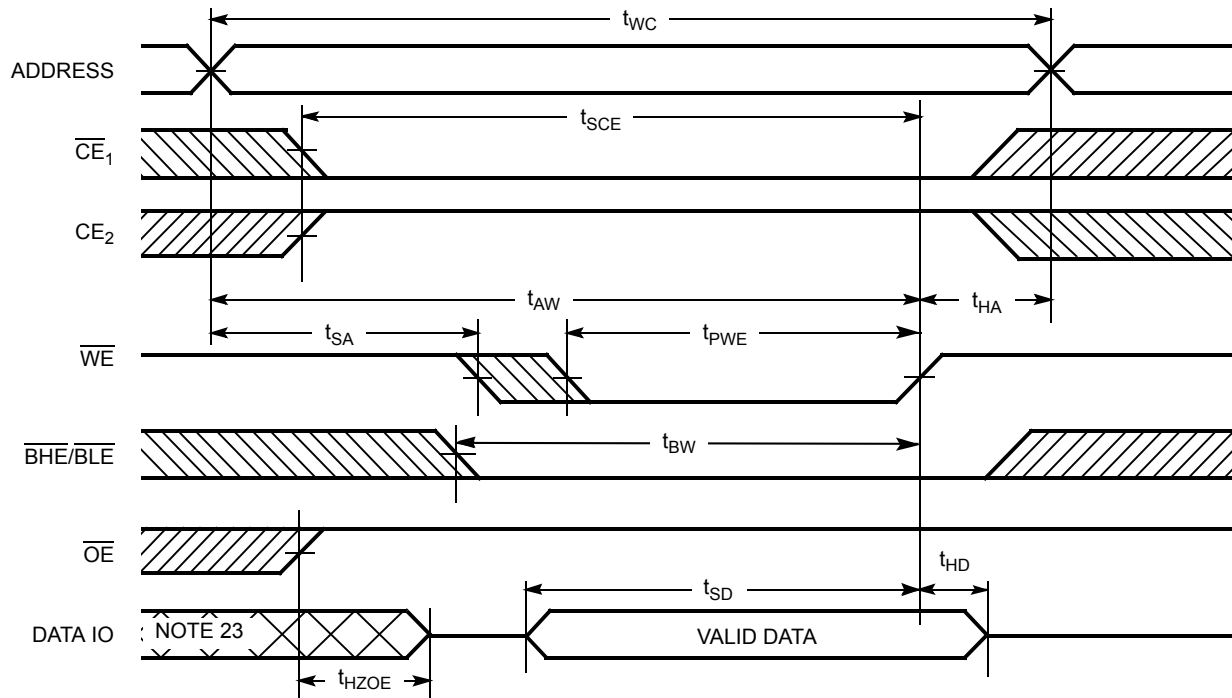 tWC
ADDRESS
tSCE
CE1
CE2
tAW
tHA
tSA
tPWE
WE
tBW
BHE/BLE
OE
tHD
tSD
DATA IO
NOTE 23
VALID DATA
tHZOE